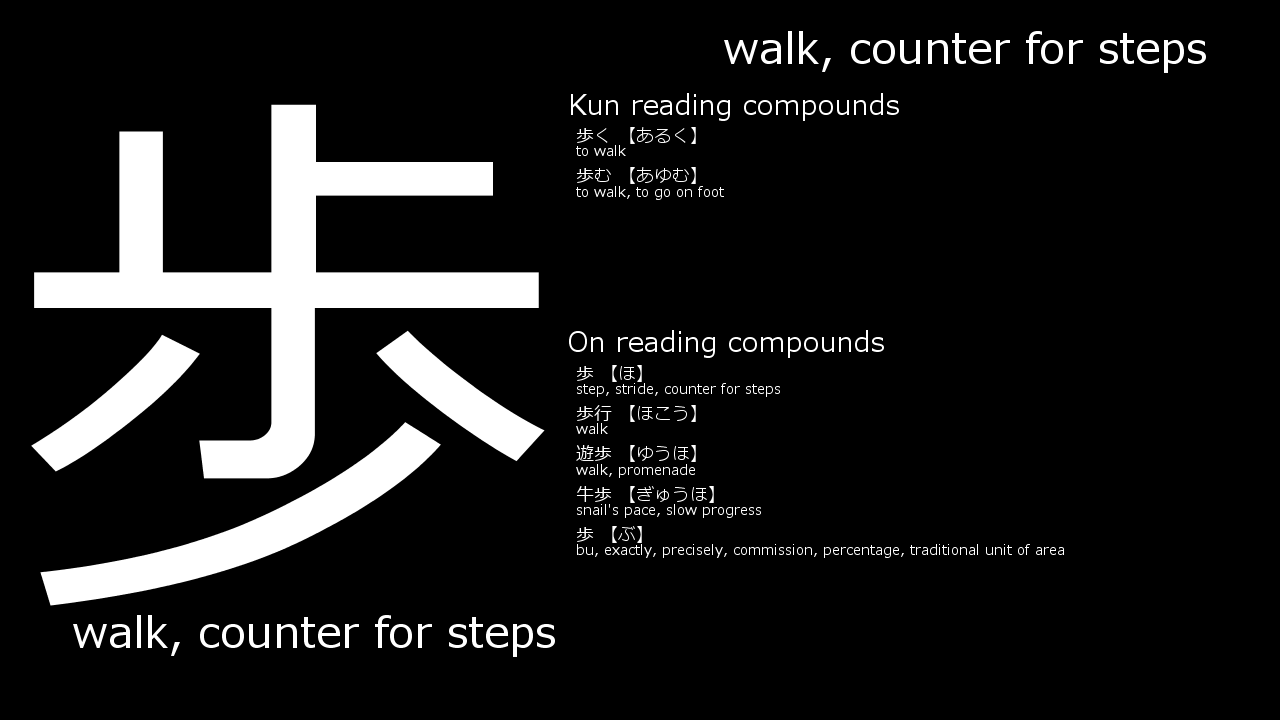 walk, counter for steps
歩
walk, counter for steps
Kun reading compounds
歩く 【あるく】
to walk
歩む 【あゆむ】
to walk, to go on foot
On reading compounds
歩 【ほ】
step, stride, counter for steps
歩行 【ほこう】
walk
遊歩 【ゆうほ】
walk, promenade
牛歩 【ぎゅうほ】
snail's pace, slow progress
歩 【ぶ】
bu, exactly, precisely, commission, percentage, traditional unit of area